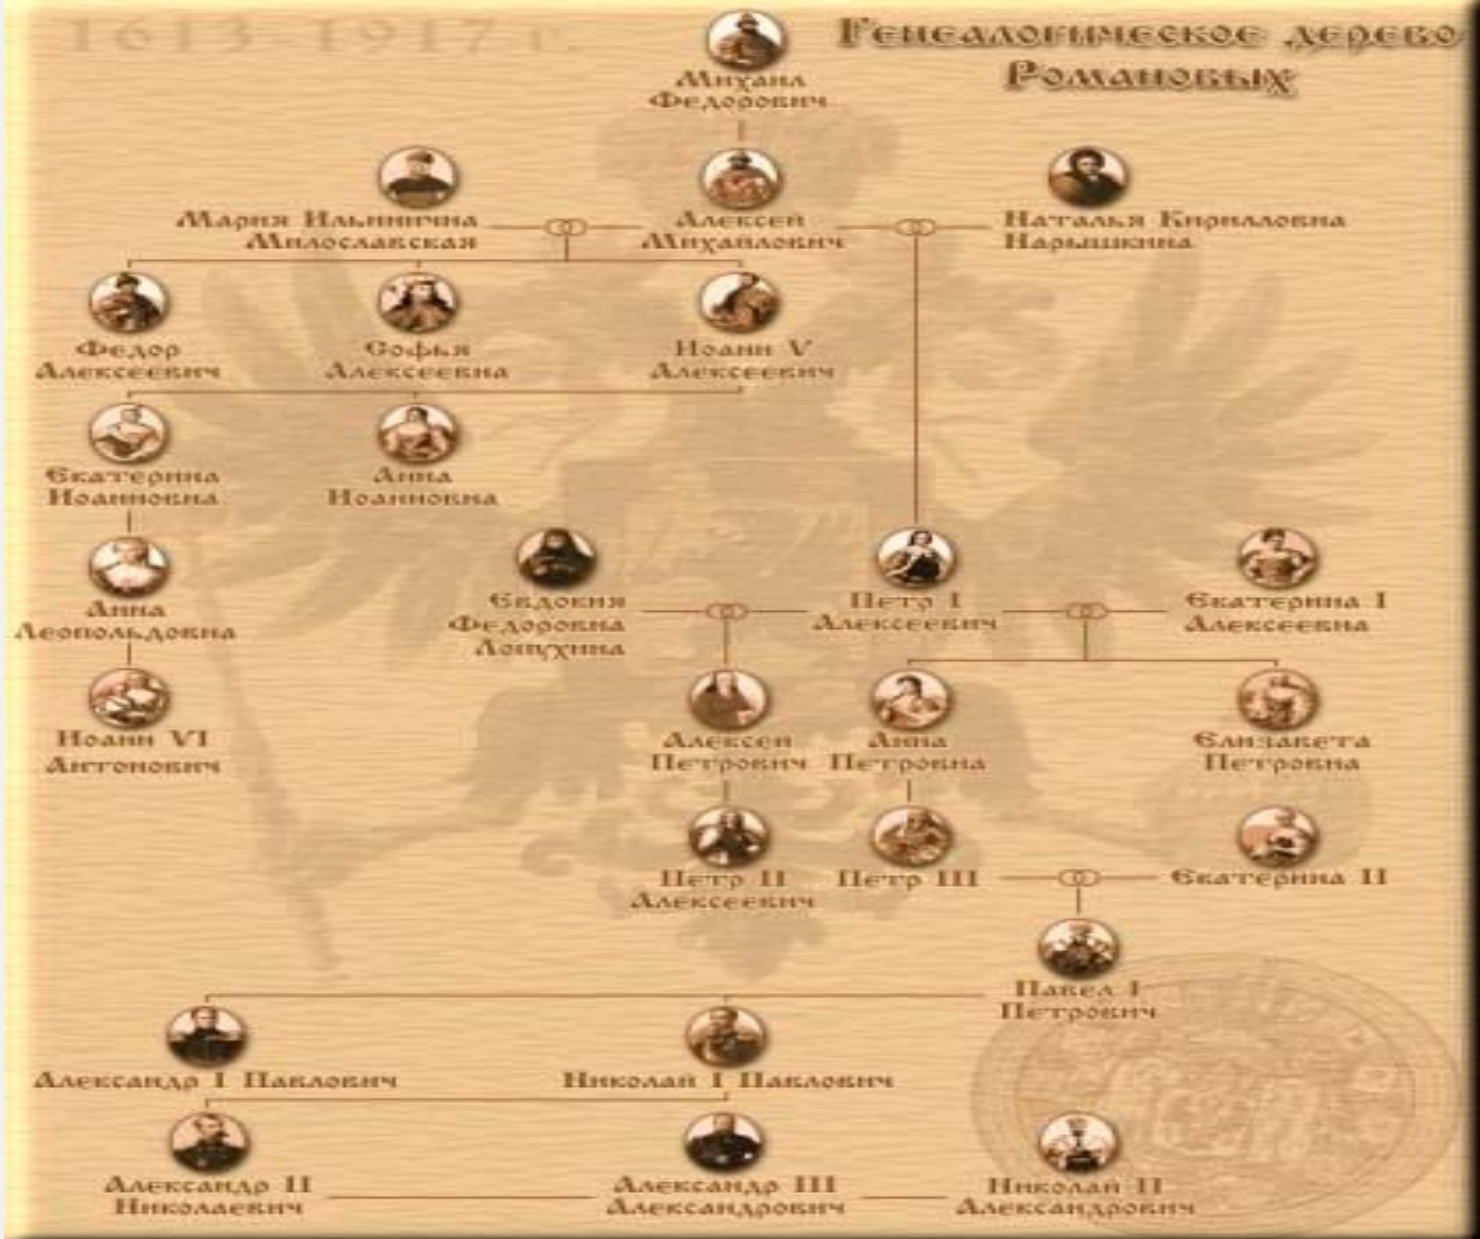 1613 1917 г.
Генеалогическое дерево
Романовых
Михаил
Федорович
Мария Ильинична
Милославская
Алексей
Михайлович
Наталья Кирилловна
Нарышкина
Федор
Алексеевич
Софья
Алексеевна
Иоанн V
Алексеевич
Екатерина
Иоанновна
Анна
Иоанновна
Анна
Леопольдовна
Евдокия
Федоровна
Лопухина
Петр I
Алексеевич
Екатерина I
Алексеевна
Иоанн VI
Антонович
Алексей
Петрович
Анна
Петровна
Елизавета
Петровна
Петр II
Алексеевич
Петр III
Екатерина II
Павел I
Петрович
Александр I Павлович
Николай I Павлович
Александр II
Николаевич
Александр III
Александрович
Николай II
Александрович